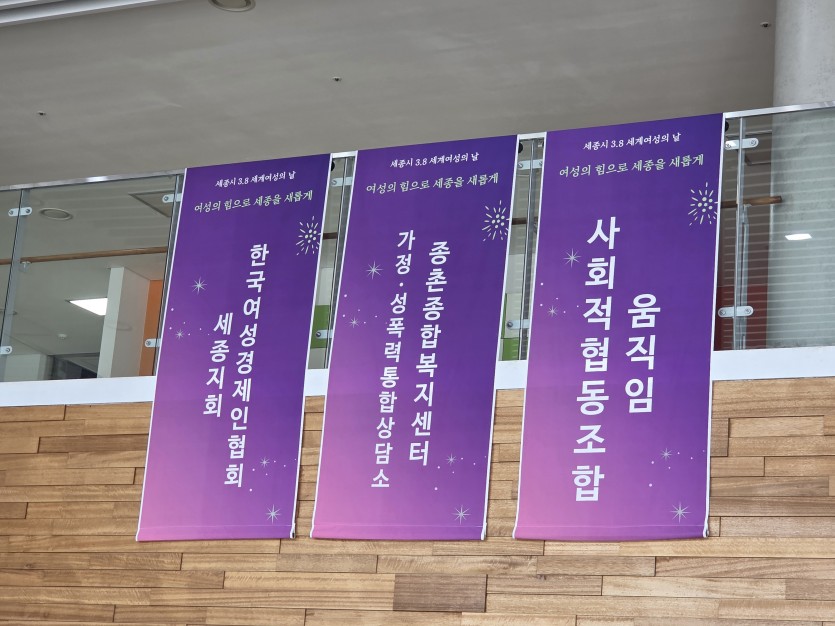 세종시 3.8 세계여성의 날
여성의 힘으로 세종을 새롭게
한국여성경제인협회
세종지회
세종시 3.8 세계여성의 날
여성의 힘으로 세종을 새롭게
종촌종합복지센터
가정·성폭력통합상담소
세종시 3.8 세계여성의 날
여성의 힘으로 세종을 새롭게
움직임
사회적협동조합